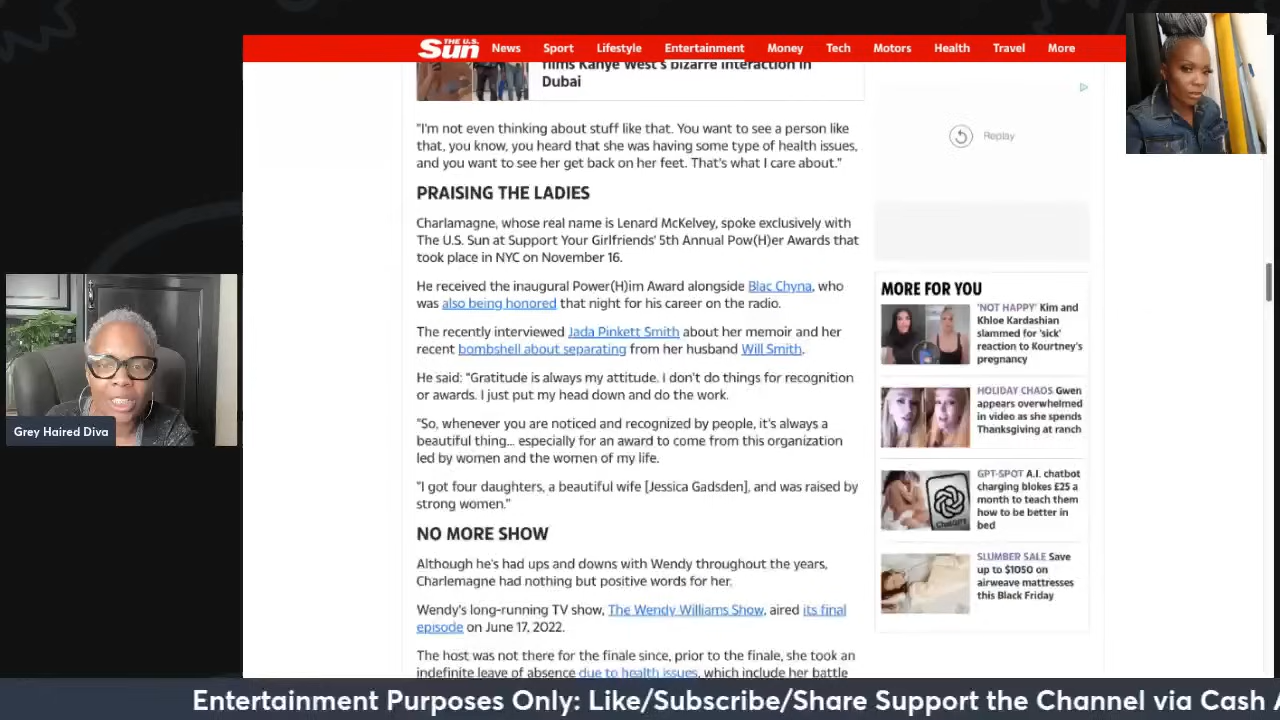 THE U.S. Sun News Sport Lifestyle Entertainment Money Tech Motors Health Travel More
films Kanye West's bizarre interaction in
Dubai
"I'm not even thinking about stuff like that. You want to see a person like
that, you know, you heard that she was having some type of health issues,
and you want to see her get back on her feet. That's what I care about."
PRAISING THE LADIES
Charlamagne, whose real name is Lenard McKelvey, spoke exclusively with
The U.S. Sun at Support Your Girlfriends' 5th Annual Pow(H)er Awards that
took place in NYC on November 16.
He received the inaugural Power(H)im Award alongside Blac Chyna, who
was also being honored that night for his career on the radio.
The recently interviewed Jada Pinkett Smith about her memoir and her
recent bombshell about separating from her husband Will Smith.
He said: "Gratitude is always my attitude. I don't do things for recognition
or awards. I just put my head down and do the work.
"So, whenever you are noticed and recognized by people, it's always a
beautiful thing... especially for an award to come from this organization
led by women and the women of my life.
"I got four daughters, a beautiful wife [Jessica Gadsden], and was raised by
strong women."
NO MORE SHOW
Although he's had ups and downs with Wendy throughout the years,
Charlemagne had nothing but positive words for her.
Wendy's long-running TV show, The Wendy Williams Show, aired its final
episode on June 17, 2022.
The host was not there for the finale since, prior to the finale, she took an
indefinite leave of absence due to health issues, which include her battle
Replay
MORE FOR YOU
'NOT HAPPY' Kim and
Khloe Kardashian
slammed for 'sick'
reaction to Kourtney's
pregnancy
HOLIDAY CHAOS Gwen
appears overwhelmed
in video as she spends
Thanksgiving at ranch
GPT-SPOT A.I. chatbot
charging blokes £25 a
month to teach them
how to be better in
bed
ChatGPT
SLUMBER SALE Save
up to $1050 on
airweave mattresses
this Black Friday
Grey Haired Diva
Entertainment Purposes Only: Like/Subscribe/Share Support the Channel via Cash A